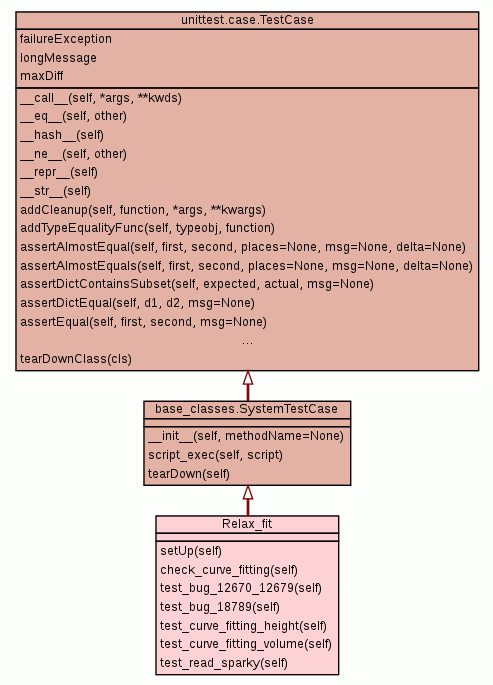 unittest.case.TestCase
failureException
longMessage
maxDiff
__call__(self, *args, **kwds)
__eq__(self, other)
__hash__(self)
__ne__(self, other)
__repr__(self)
__str__(self)
addCleanup(self, function, *args, **kwargs)
addTypeEqualityFunc(self, typeobj, function)
assertAlmostEqual(self, first, second, places=None, msg=None, delta=None)
assertAlmostEquals(self, first, second, places=None, msg=None, delta=None)
assertDictContainsSubset(self, expected, actual, msg=None)
assertDictEqual(self, d1, d2, msg=None)
assertEqual(self, first, second, msg=None)
...
tearDownClass(cls)
base_classes.SystemTestCase
__init__(self, methodName=None)
script_exec(self, script)
tearDown(self)
Relax_fit
setUp(self)
check_curve_fitting(self)
test_bug_12670_12679(self)
test_bug_18789(self)
test_curve_fitting_height(self)
test_curve_fitting_volume(self)
test_read_sparky(self)